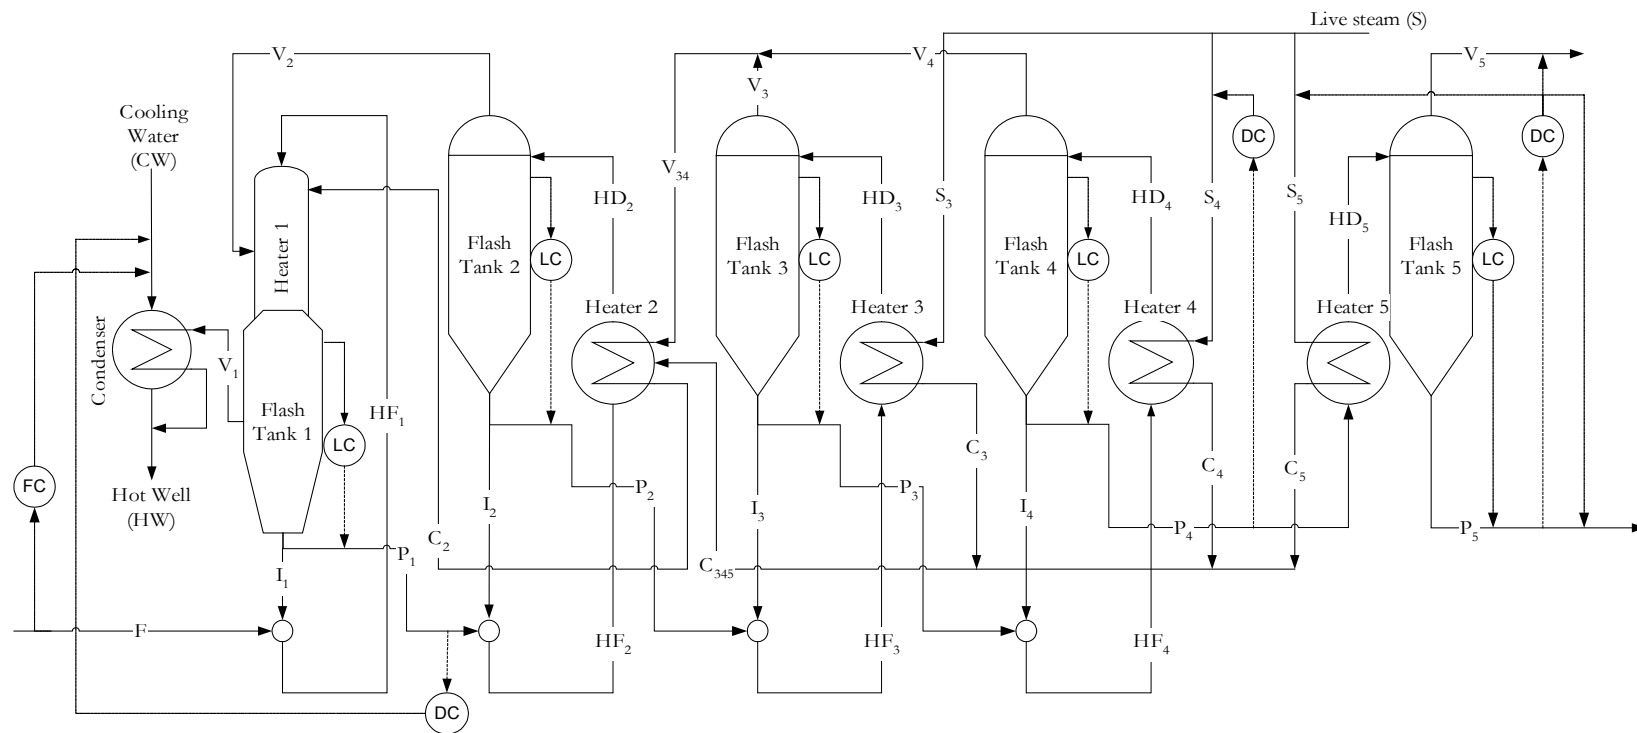 Live steam (S)
V2
V4
V5
V3
Cooling
Water
(CW)
DC
DC
V34
HD2
HD3
S3
HD4
S4
S5
HD5
Heater 1
Flash
Tank 2
LC
Flash
Tank 3
LC
Flash
Tank 4
LC
Flash
Tank 5
LC
Heater 2
Heater 3
Heater 4
Heater 5
Condenser
V1
HF1
Flash
Tank 1
LC
FC
Hot Well
(HW)
C3
C4
C5
I2
P2
I3
P3
I4
P4
P5
C2
P1
C345
I1
F
HF2
HF3
HF4
DC